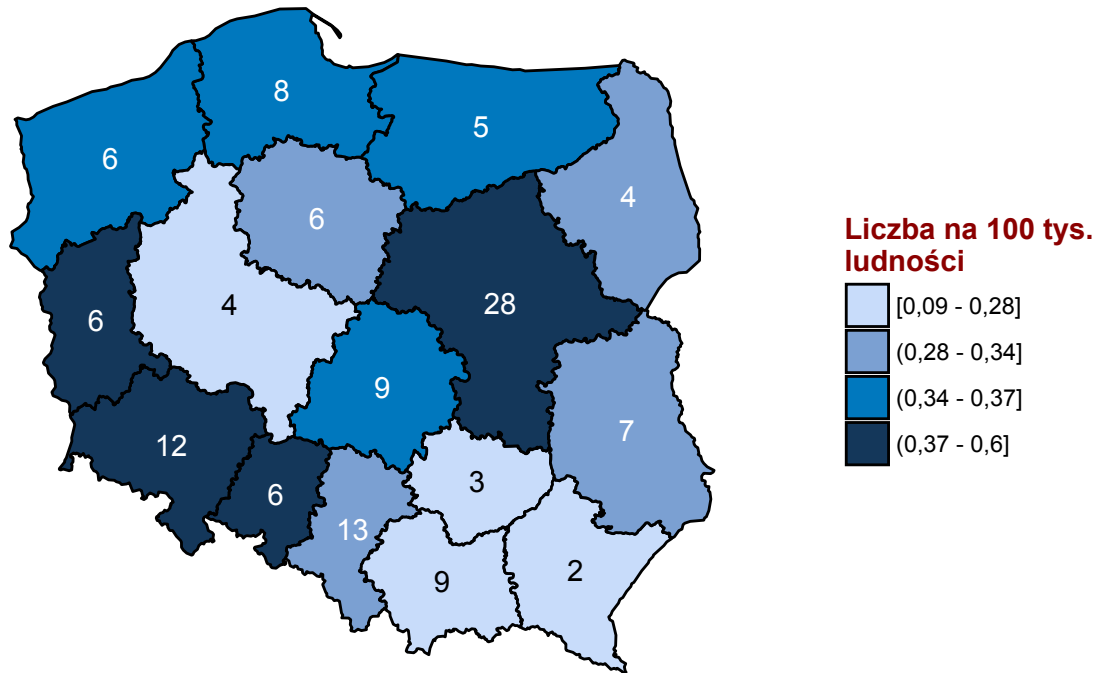 8
5
6
4
6
28
4
6
9
7
12
3
6
13
9
2
Liczba na 100 tys.
ludności
[0,09 - 0,28]
(0,28 - 0,34]
(0,34 - 0,37]
(0,37 - 0,6]